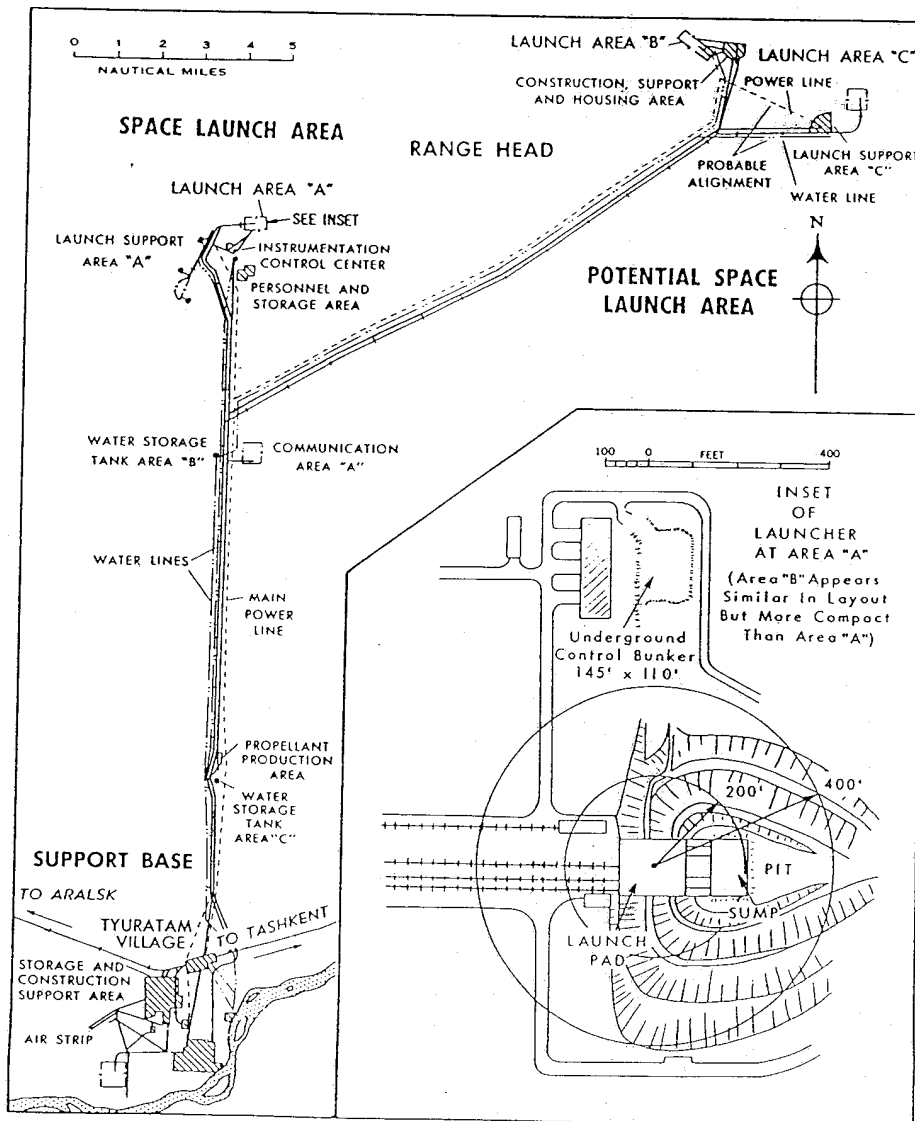 0 1 2 3 4 5
NAUTICAL MILES
SPACE LAUNCH AREA
RANGE HEAD
LAUNCH AREA "B"
LAUNCH AREA "C"
CONSTRUCTION, SUPPORT
AND HOUSING AREA
POWER LINE
PROBABLE
ALIGNMENT
LAUNCH SUPPORT
AREA "C"
WATER LINE
LAUNCH AREA "A"
SEE INSET
LAUNCH SUPPORT
AREA "A"
INSTRUMENTATION
CONTROL CENTER
PERSONNEL AND
STORAGE AREA
N
POTENTIAL SPACE
LAUNCH AREA
WATER STORAGE
TANK AREA "B"
COMMUNICATION
AREA "A"
WATER LINES
MAIN
POWER
LINE
PROPELLANT
PRODUCTION
AREA
WATER
STORAGE
TANK
AREA "C"
SUPPORT BASE
TO ARALSK
TYURATAM
VILLAGE
TO TASHKENT
STORAGE AND
CONSTRUCTION
SUPPORT AREA
AIR STRIP
100 0 FEET 400
INSET
OF
LAUNCHER
AT AREA "A"
(Area "B" Appears
Similar In Layout
But More Compact
Than Area "A")
Underground
Control Bunker
145' x 110'
200'
400'
PIT
SUMP
LAUNCH
PAD